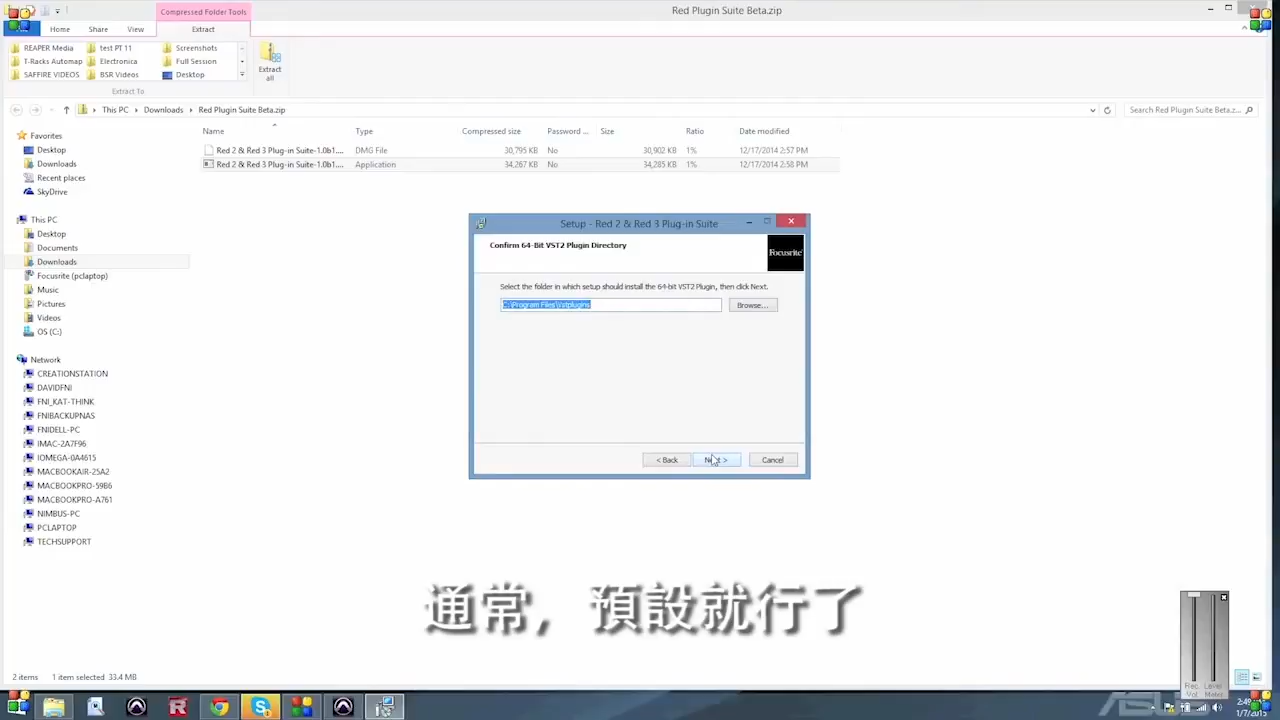 Compressed Folder Tools
Red Plugin Suite Beta.zip
Home Share View Extract
REAPER Media test PT 11 Screenshots
T-Racks Automap Electronica Full Session
SAFFIRE VIDEOS BSR Videos Desktop
Extract all
Extract To
This PC Downloads Red Plugin Suite Beta.zip
Search Red Plugin Suite Beta.z...
Name Type Compressed size Password ... Size Ratio Date modified
Red 2 & Red 3 Plug-in Suite-1.0b1.... DMG File 30,795 KB No 30,902 KB 1% 12/17/2014 2:57 PM
Red 2 & Red 3 Plug-in Suite-1.0b1.... Application 34,267 KB No 34,285 KB 1% 12/17/2014 2:58 PM
Favorites
Desktop
Downloads
Recent places
SkyDrive
This PC
Desktop
Documents
Downloads
Focusrite (pclaptop)
Music
Pictures
Videos
OS (C:)
Network
CREATIONSTATION
DAVIDFNI
FNI_KAT-THINK
FNIBACKUPNAS
FNIDELL-PC
IMAC-2A7F96
IOMEGA-0A4615
MACBOOKAIR-25A2
MACBOOKPRO-59B6
MACBOOKPRO-A761
NIMBUS-PC
PCLAPTOP
TECHSUPPORT
Setup - Red 2 & Red 3 Plug-in Suite
Confirm 64-Bit VST2 Plugin Directory
Focusrite
Select the folder in which setup should install the 64-bit VST2 Plugin, then click Next.
C:\Program Files\Vstplugins
Browse...
< Back Next > Cancel
通常，預設就行了
2 items 1 item selected 33.4 MB
Rec Vol Level Meter
ASUS